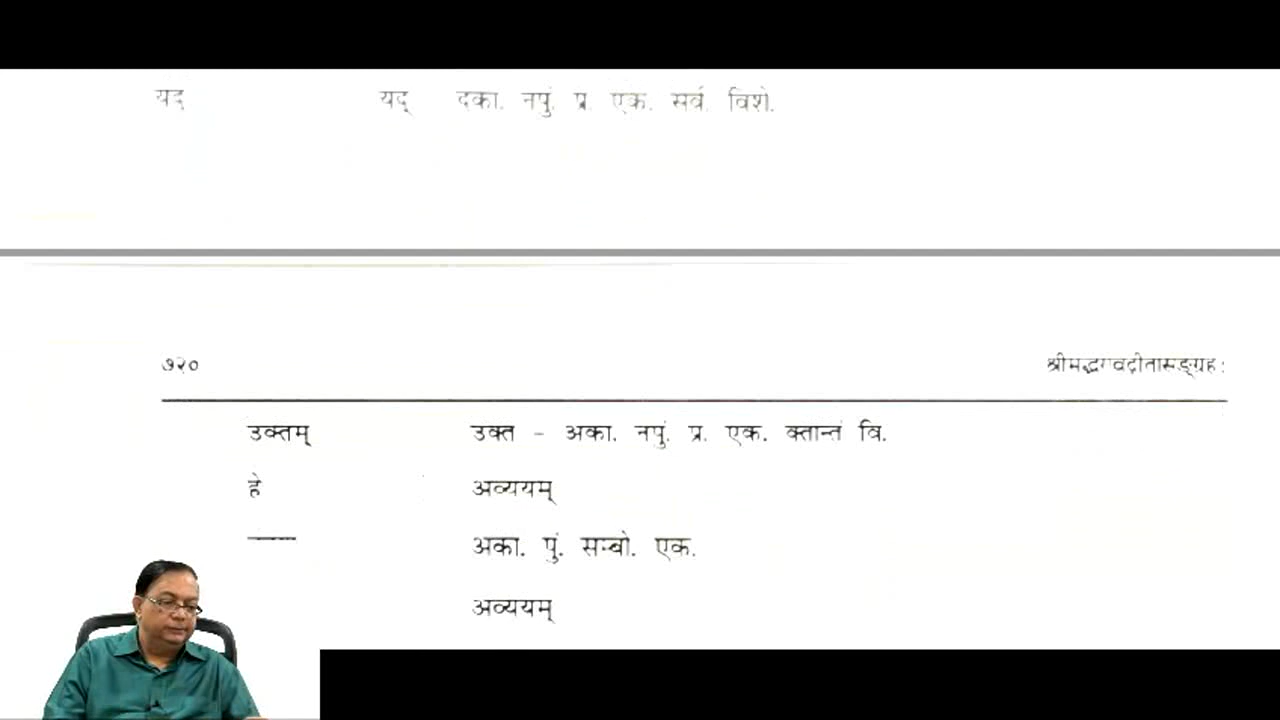 यद् यद् दका. नपुं. प्र. एक. सर्व. विशे.
७२० श्रीमद्भगवद्गीतासङ्ग्रहः
उक्तम् उक्त - अका. नपुं. प्र. एक. क्तान्तं वि.
हे अव्ययम्
अका. पुं. सम्बो. एक.
अव्ययम्